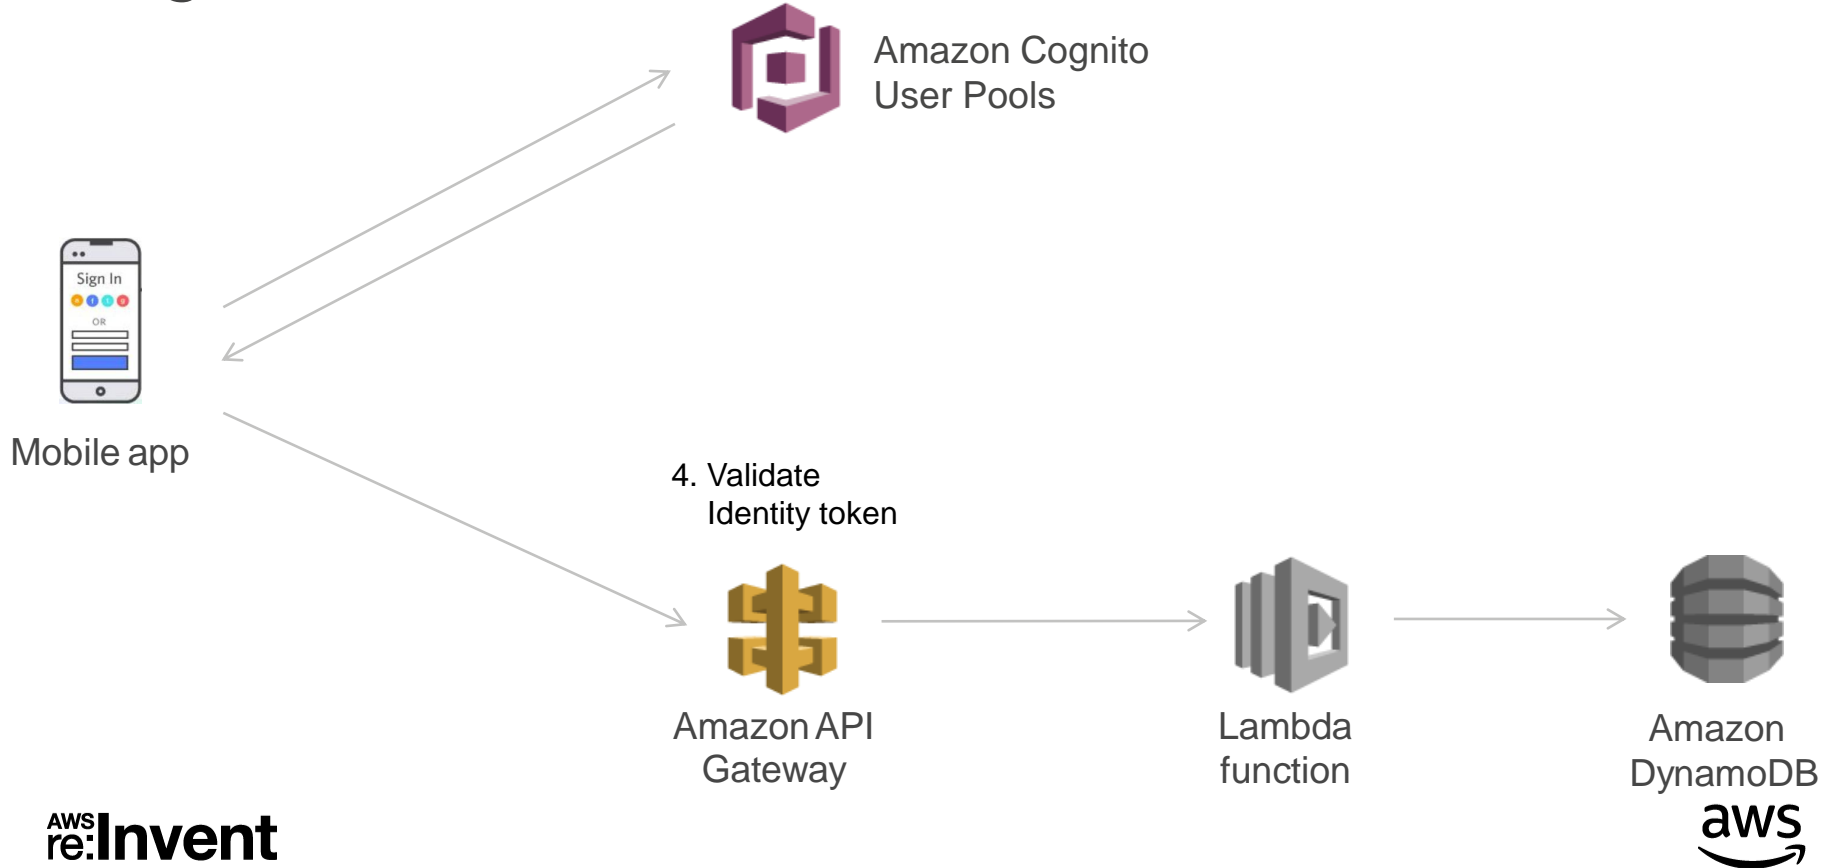 Amazon Cognito
User Pools
Sign In
OR
Mobile app
4. Validate
Identity token
Amazon API
Gateway
Lambda
function
Amazon
DynamoDB
AWS
re:Invent
aws